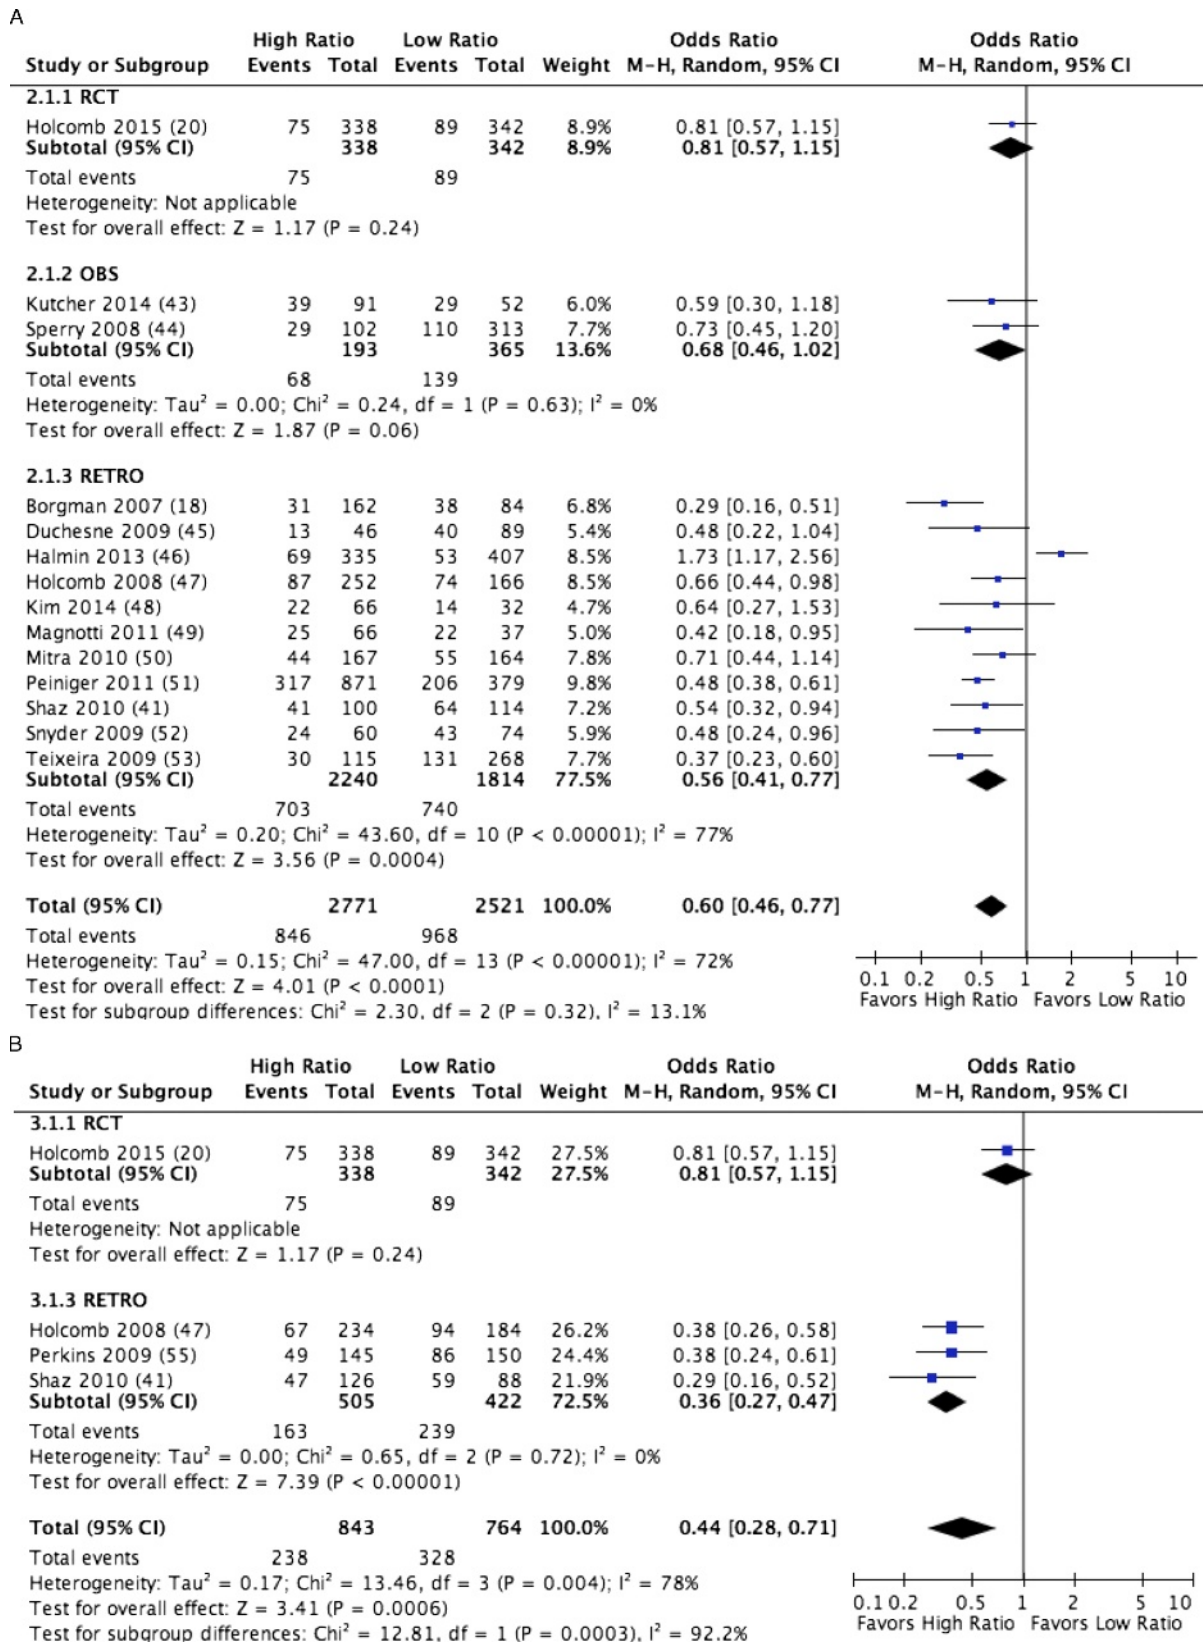 A
High Ratio Low Ratio Odds Ratio Odds Ratio
Study or Subgroup Events Total Events Total Weight M-H, Random, 95% CI M-H, Random, 95% CI
2.1.1 RCT
Holcomb 2015 (20) 75 338 89 342 8.9% 0.81 [0.57, 1.15]
Subtotal (95% CI) 338 342 8.9% 0.81 [0.57, 1.15]
Total events 75 89
Heterogeneity: Not applicable
Test for overall effect: Z = 1.17 (P = 0.24)
2.1.2 OBS
Kutcher 2014 (43) 39 91 29 52 6.0% 0.59 [0.30, 1.18]
Sperry 2008 (44) 29 102 110 313 7.7% 0.73 [0.45, 1.20]
Subtotal (95% CI) 193 365 13.6% 0.68 [0.46, 1.02]
Total events 68 139
Heterogeneity: Tau² = 0.00; Chi² = 0.24, df = 1 (P = 0.63); I² = 0%
Test for overall effect: Z = 1.87 (P = 0.06)
2.1.3 RETRO
Borgman 2007 (18) 31 162 38 84 6.8% 0.29 [0.16, 0.51]
Duchesne 2009 (45) 13 46 40 89 5.4% 0.48 [0.22, 1.04]
Halmin 2013 (46) 69 335 53 407 8.5% 1.73 [1.17, 2.56]
Holcomb 2008 (47) 87 252 74 166 8.5% 0.66 [0.44, 0.98]
Kim 2014 (48) 22 66 14 32 4.7% 0.64 [0.27, 1.53]
Magnotti 2011 (49) 25 66 22 37 5.0% 0.42 [0.18, 0.95]
Mitra 2010 (50) 44 167 55 164 7.8% 0.71 [0.44, 1.14]
Peiniger 2011 (51) 317 871 206 379 9.8% 0.48 [0.38, 0.61]
Shaz 2010 (41) 41 100 64 114 7.2% 0.54 [0.32, 0.94]
Snyder 2009 (52) 24 60 43 74 5.9% 0.48 [0.24, 0.96]
Teixeira 2009 (53) 30 115 131 268 7.7% 0.37 [0.23, 0.60]
Subtotal (95% CI) 2240 1814 77.5% 0.56 [0.41, 0.77]
Total events 703 740
Heterogeneity: Tau² = 0.20; Chi² = 43.60, df = 10 (P < 0.00001); I² = 77%
Test for overall effect: Z = 3.56 (P = 0.0004)
Total (95% CI) 2771 2521 100.0% 0.60 [0.46, 0.77]
Total events 846 968
Heterogeneity: Tau² = 0.15; Chi² = 47.00, df = 13 (P < 0.00001); I² = 72%
Test for overall effect: Z = 4.01 (P < 0.0001)
Test for subgroup differences: Chi² = 2.30, df = 2 (P = 0.32), I² = 13.1%
0.1 0.2 0.5 1 2 5 10
Favors High Ratio Favors Low Ratio
B
High Ratio Low Ratio Odds Ratio Odds Ratio
Study or Subgroup Events Total Events Total Weight M-H, Random, 95% CI M-H, Random, 95% CI
3.1.1 RCT
Holcomb 2015 (20) 75 338 89 342 27.5% 0.81 [0.57, 1.15]
Subtotal (95% CI) 338 342 27.5% 0.81 [0.57, 1.15]
Total events 75 89
Heterogeneity: Not applicable
Test for overall effect: Z = 1.17 (P = 0.24)
3.1.3 RETRO
Holcomb 2008 (47) 67 234 94 184 26.2% 0.38 [0.26, 0.58]
Perkins 2009 (55) 49 145 86 150 24.4% 0.38 [0.24, 0.61]
Shaz 2010 (41) 47 126 59 88 21.9% 0.29 [0.16, 0.52]
Subtotal (95% CI) 505 422 72.5% 0.36 [0.27, 0.47]
Total events 163 239
Heterogeneity: Tau² = 0.00; Chi² = 0.65, df = 2 (P = 0.72); I² = 0%
Test for overall effect: Z = 7.39 (P < 0.00001)
Total (95% CI) 843 764 100.0% 0.44 [0.28, 0.71]
Total events 238 328
Heterogeneity: Tau² = 0.17; Chi² = 13.46, df = 3 (P = 0.004); I² = 78%
Test for overall effect: Z = 3.41 (P = 0.0006)
Test for subgroup differences: Chi² = 12.81, df = 1 (P = 0.0003), I² = 92.2%
0.1 0.2 0.5 1 2 5 10
Favors High Ratio Favors Low Ratio